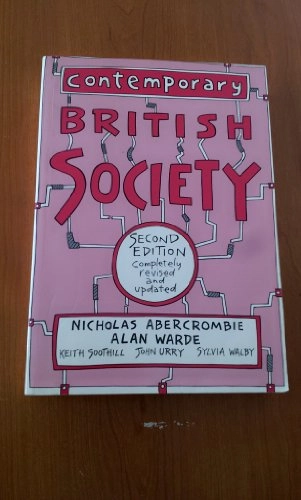 contemporary
BRITISH
SOCIETY
SECOND
EDITION
completely
revised
and
updated
NICHOLAS ABERCROMBIE
ALAN WARDE
KEITH SOOTHILL JOHN URRY SYLVIA WALBY